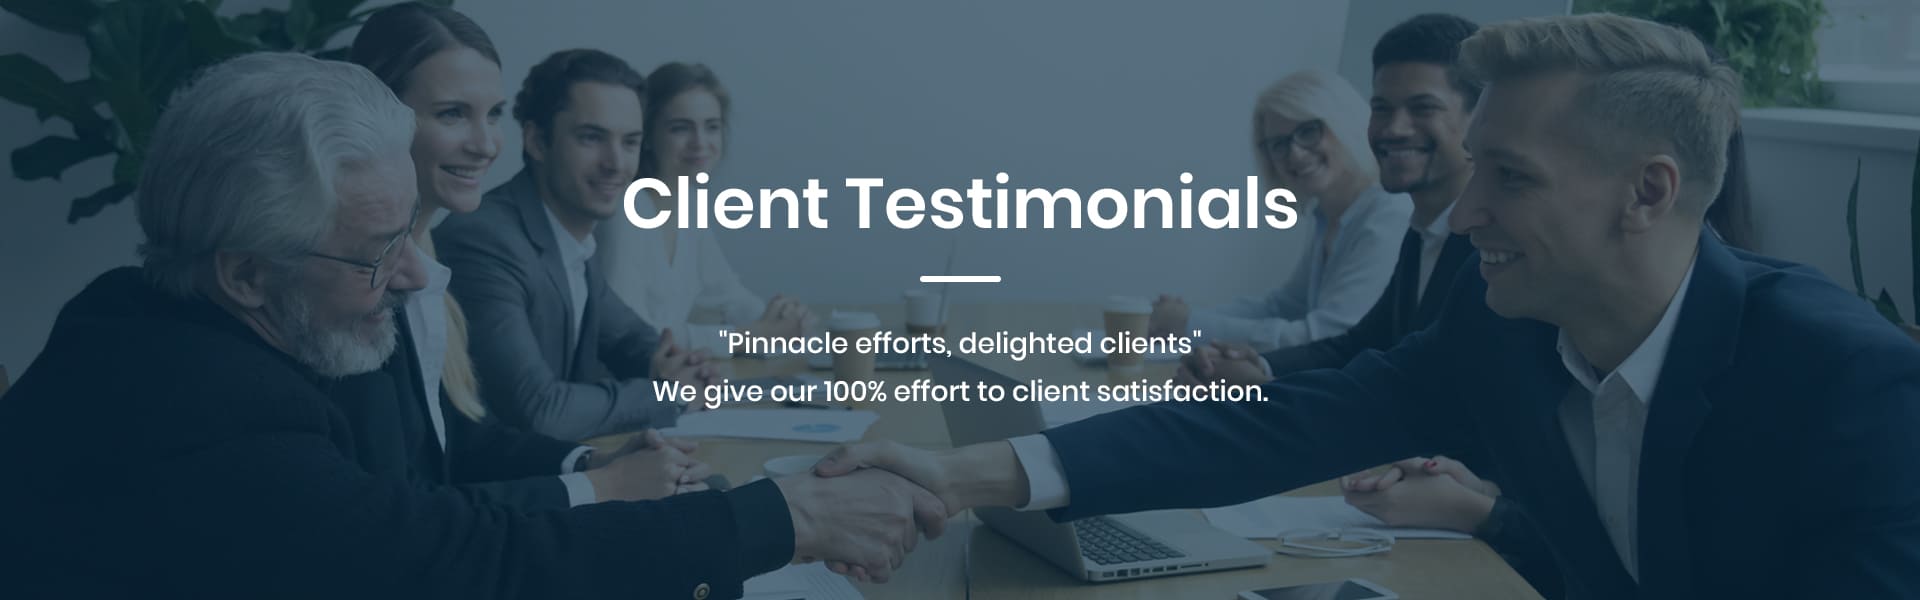 Client Testimonials
"Pinnacle efforts, delighted clients"
We give our 100% effort to client satisfaction.